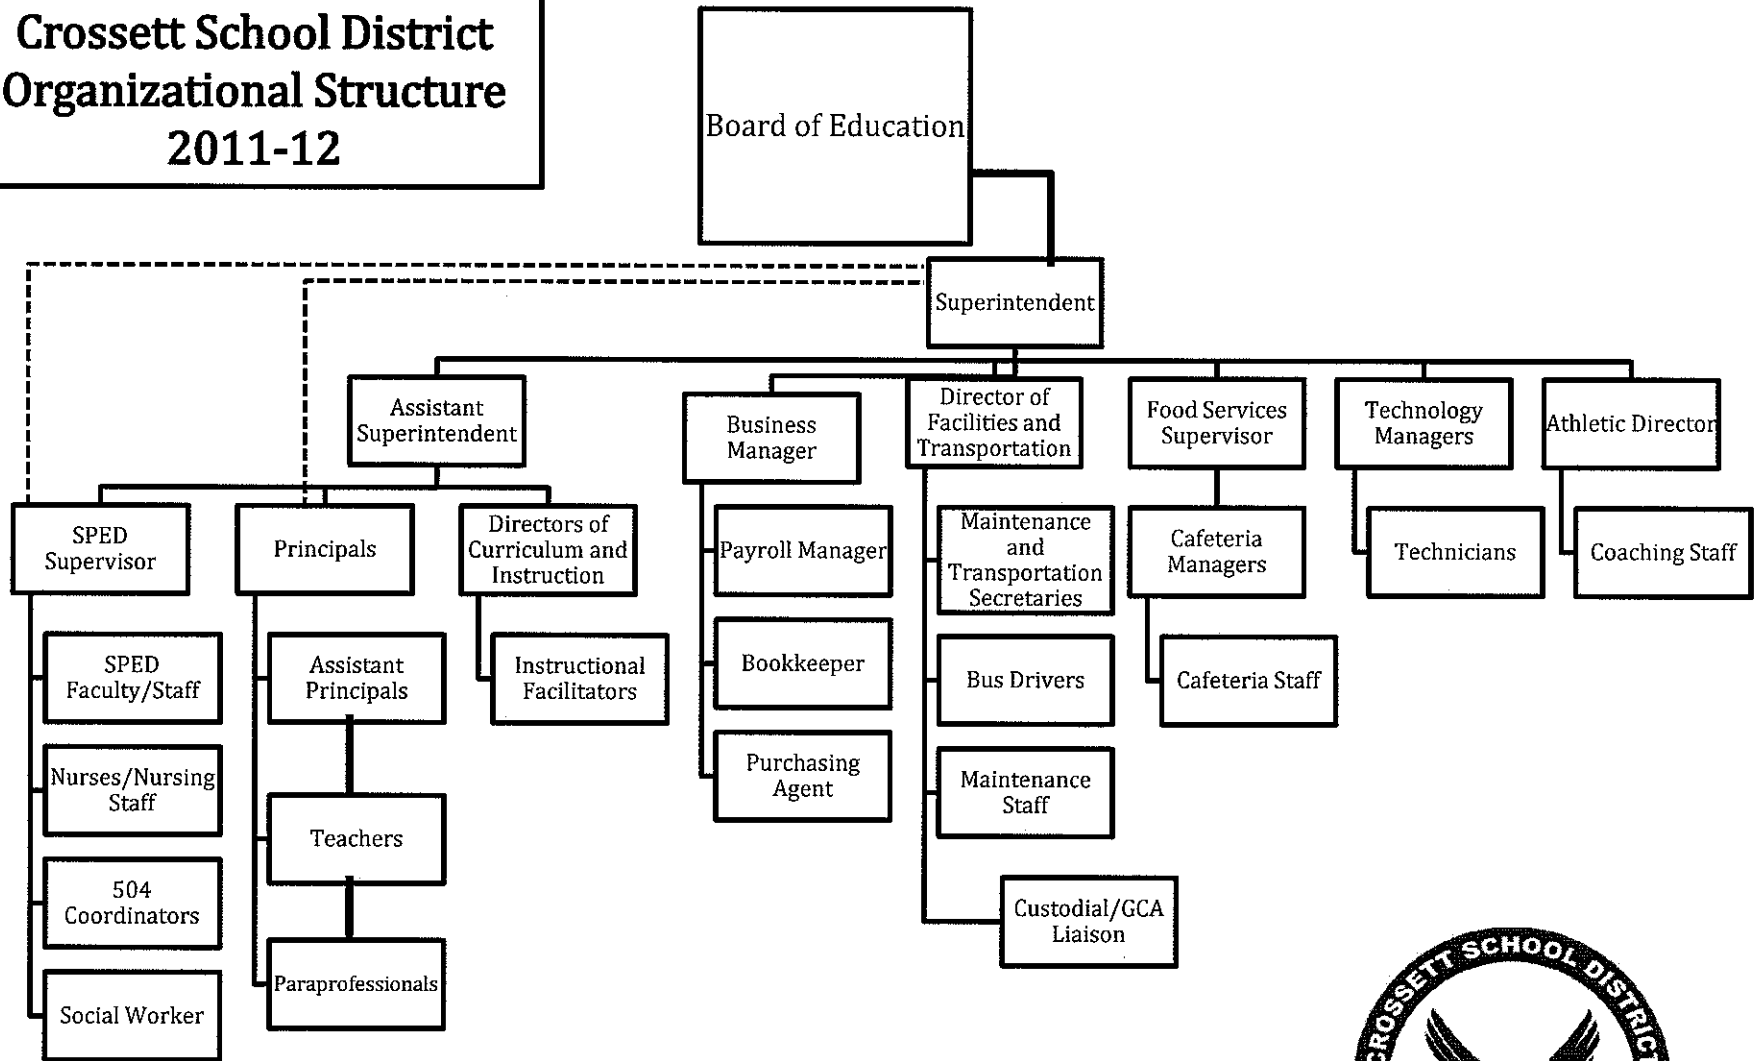 Crossett School District
Organizational Structure
2011-12
Board of Education
Superintendent
Assistant
Superintendent
Business
Manager
Director of
Facilities and
Transportation
Food Services
Supervisor
Technology
Managers
Athletic Director
SPED
Supervisor
Principals
Directors of
Curriculum and
Instruction
Payroll Manager
Maintenance
and
Transportation
Secretaries
Cafeteria
Managers
Technicians
Coaching Staff
SPED
Faculty/Staff
Assistant
Principals
Instructional
Facilitators
Bookkeeper
Bus Drivers
Cafeteria Staff
Nurses/Nursing
Staff
Teachers
Purchasing
Agent
Maintenance
Staff
504
Coordinators
Custodial/GCA
Liaison
Social Worker
Paraprofessionals
CROSSETT SCHOOL DISTRICT